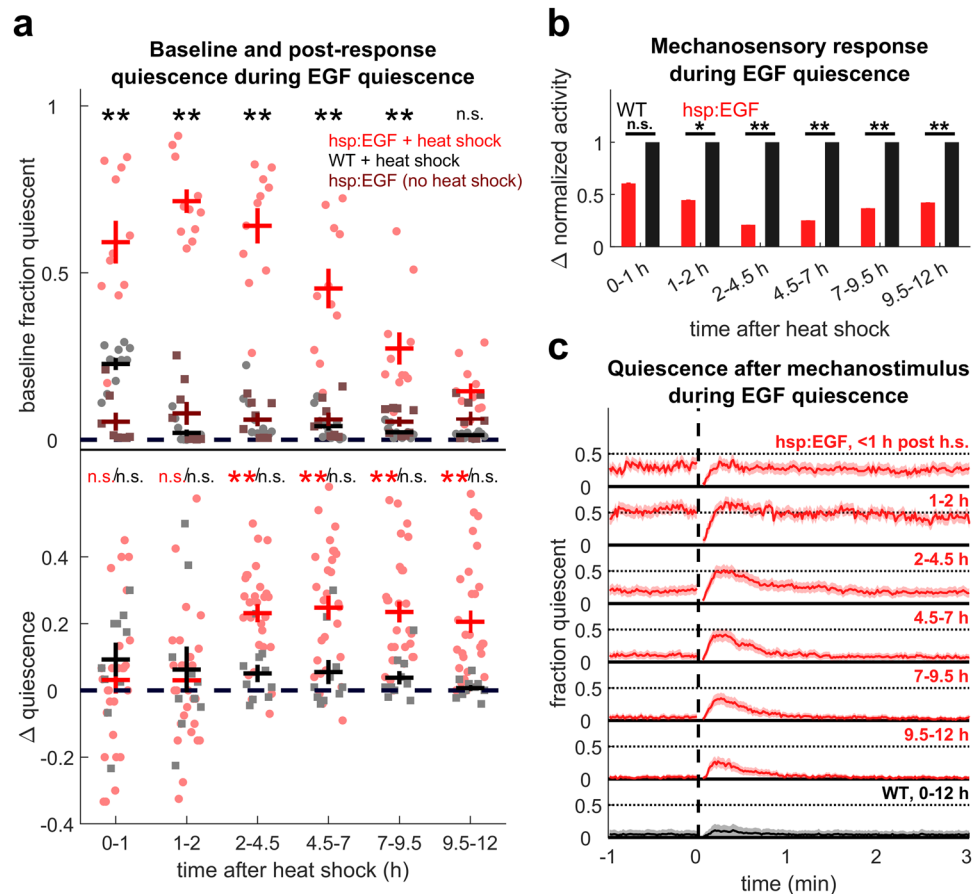 a
Baseline and post-response
quiescence during EGF quiescence
baseline fraction quiescent
1
0.5
0
** ** ** ** ** n.s.
hsp:EGF + heat shock
WT + heat shock
hsp:EGF (no heat shock)
Δ quiescence
0.4
0.2
0
-0.2
-0.4
n.s/n.s. n.s/n.s. **/n.s. **/n.s. **/n.s. **/n.s.
0-1 1-2 2-4.5 4.5-7 7-9.5 9.5-12
time after heat shock (h)
b
Mechanosensory response
during EGF quiescence
Δ normalized activity
WT hsp:EGF
n.s. * ** ** ** **
1
0.5
0
0-1 h 1-2 h 2-4.5 h 4.5-7 h 7-9.5 h 9.5-12 h
time after heat shock
c
Quiescence after mechanostimulus
during EGF quiescence
fraction quiescent
hsp:EGF, <1 h post h.s.
0.5
0
1-2 h
0.5
0
2-4.5 h
0.5
0
4.5-7 h
0.5
0
7-9.5 h
0.5
0
9.5-12 h
0.5
0
WT, 0-12 h
0.5
0
-1 0 1 2 3
time (min)